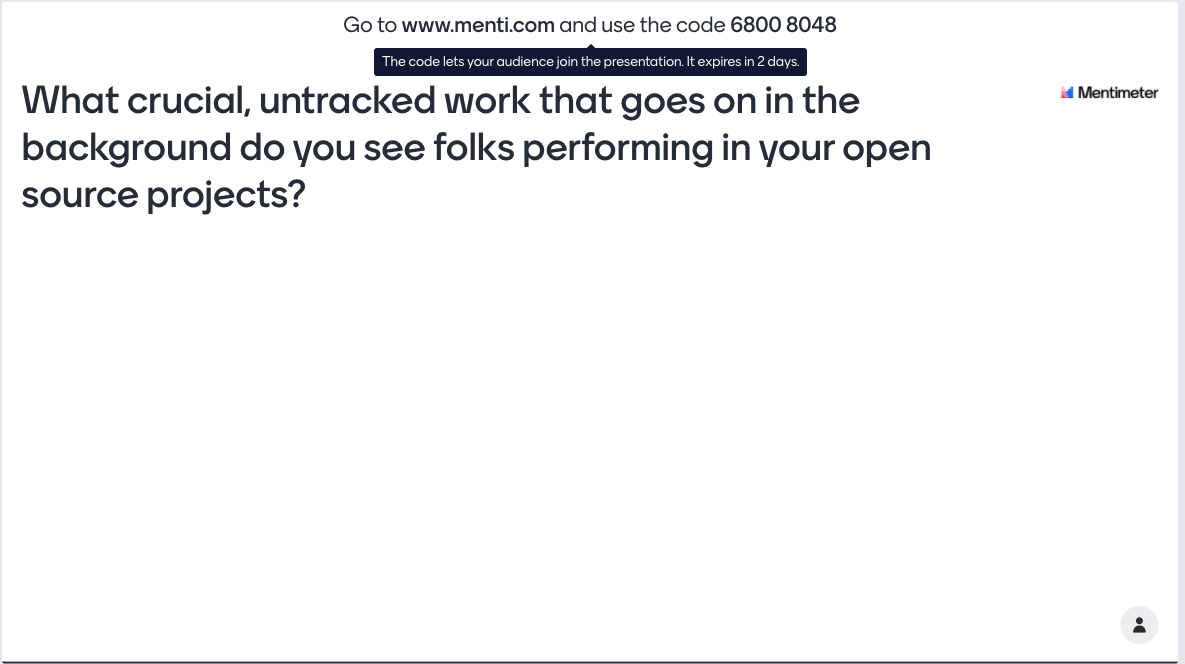 Go to www.menti.com and use the code 6800 8048
The code lets your audience join the presentation. It expires in 2 days.
What crucial, untracked work that goes on in the
background do you see folks performing in your open
source projects?
Mentimeter